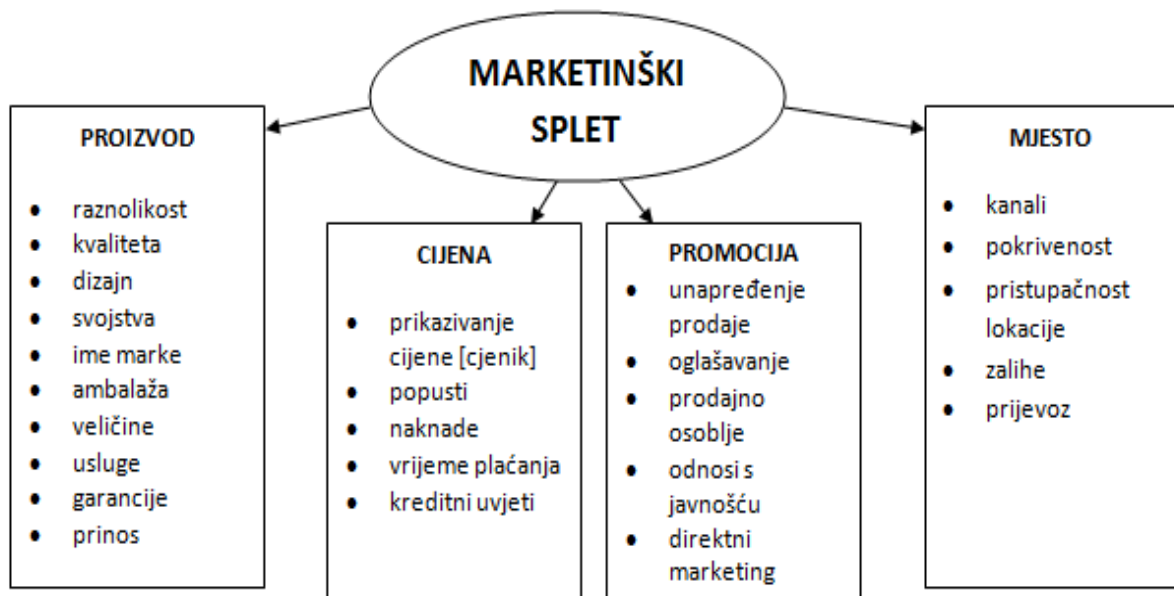 MARKETINŠKI
SPLET
PROIZVOD
• raznolikost
• kvaliteta
• dizajn
• svojstva
• ime marke
• ambalaža
• veličine
• usluge
• garancije
• prinos
CIJENA
• prikazivanje
cijene [cjenik]
• popusti
• naknade
• vrijeme plaćanja
• kreditni uvjeti
PROMOCIJA
• unapređenje
prodaje
• oglašavanje
• prodajno
osoblje
• odnosi s
javnošću
• direktni
marketing
MJESTO
• kanali
• pokrivenost
• pristupačnost
lokacije
• zalihe
• prijevoz